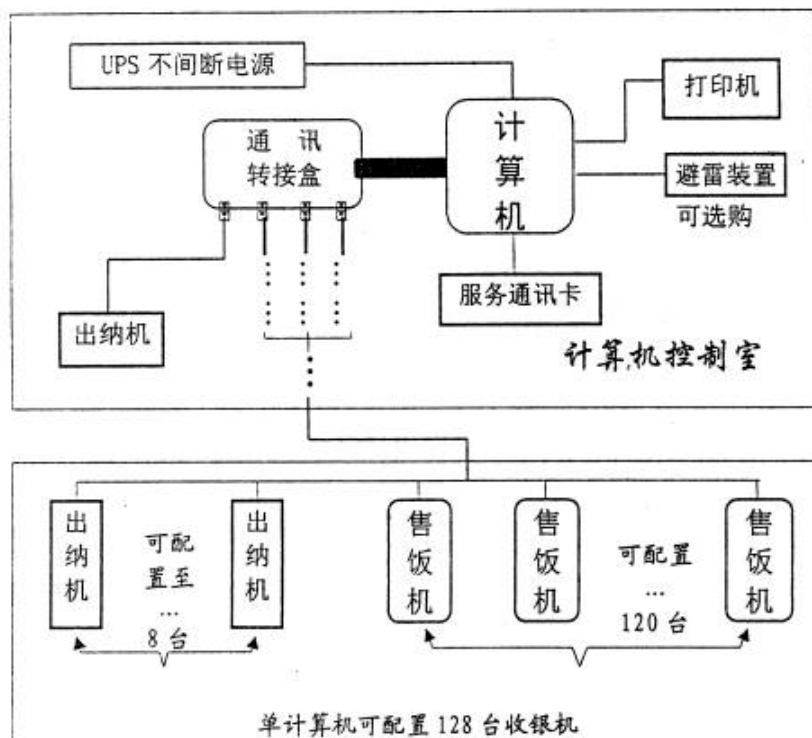 UPS 不间断电源
打印机
计算机
通 讯
转接盒
避雷装置
可选购
服务通讯卡
出纳机
计算机控制室
出纳机
可配
置至
…
8 台
出纳机
售饭机
售饭机
可配置
…
120 台
售饭机
单计算机可配置 128 台收银机